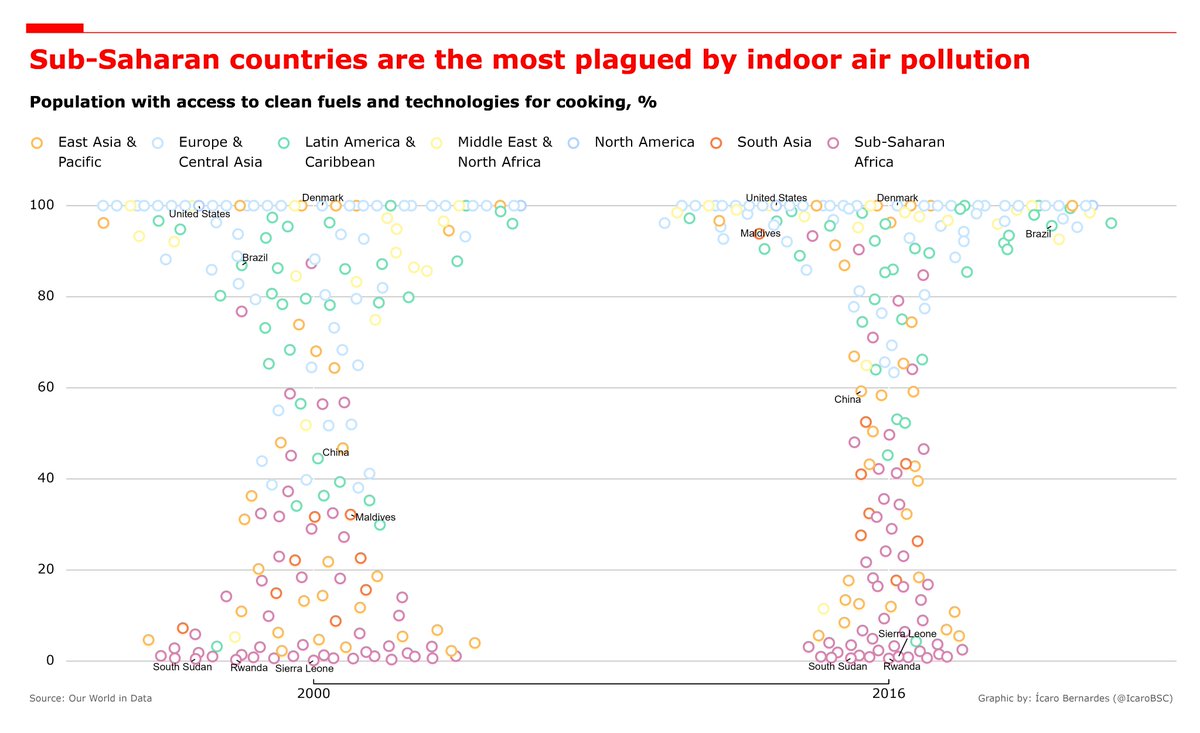 Sub-Saharan countries are the most plagued by indoor air pollution
Population with access to clean fuels and technologies for cooking, %
East Asia &
Pacific
Europe &
Central Asia
Latin America &
Caribbean
Middle East &
North Africa
North America
South Asia
Sub-Saharan
Africa
100
80
60
40
20
0
Denmark
United States
Brazil
China
Maldives
South Sudan
Rwanda
Sierra Leone
United States
Denmark
Maldives
Brazil
China
Sierra Leone
South Sudan
Rwanda
2000
2016
Source: Our World in Data
Graphic by: Ícaro Bernardes (@IcaroBSC)